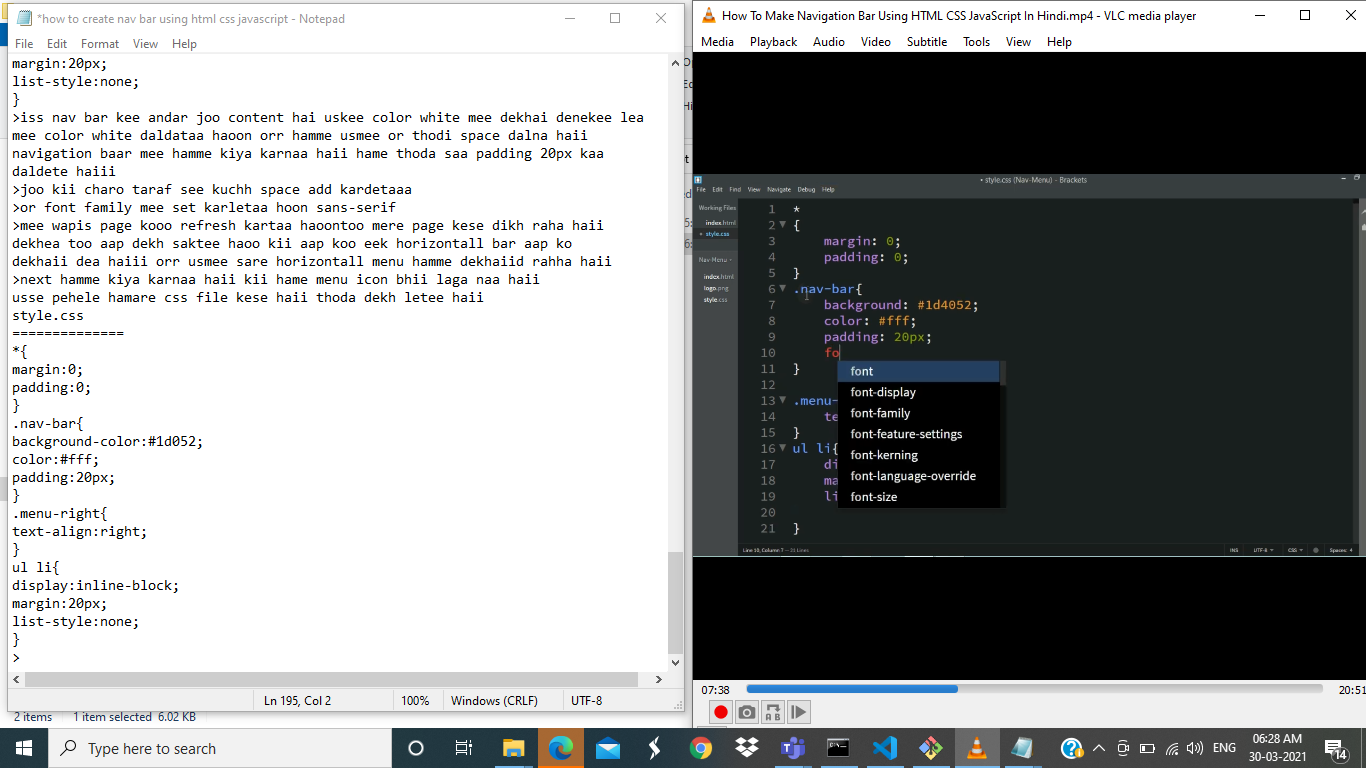 *how to create nav bar using html css javascript - Notepad
File Edit Format View Help
margin:20px;
list-style:none;
}
>iss nav bar kee andar joo content hai uskee color white mee dekhai denekee lea
mee color white daldataa haoon orr hamme usmee or thodi space dalna haii
navigation baar mee hamme kiya karnaa haii hame thoda saa padding 20px kaa
daldete haiii
>joo kii charo taraf see kuchh space add kardetaaa
>or font family mee set karletaa hoon sans-serif
>mee wapis page kooo refresh kartaa haoontoo mere page kese dikh raha haii
dekhea too aap dekh saktee haoo kii aap koo eek horizontall bar aap ko
dekhaii dea haiii orr usmee sare horizontall menu hamme dekhaiid rahha haii
>next hamme kiya karnaa haii kii hame menu icon bhii laga naa haii
usse pehele hamare css file kese haii thoda dekh letee haii
style.css
==============
*{
margin:0;
padding:0;
}
.nav-bar{
background-color:#1d052;
color:#fff;
padding:20px;
}
.menu-right{
text-align:right;
}
ul li{
display:inline-block;
margin:20px;
list-style:none;
}
>
Ln 195, Col 2 100% Windows (CRLF) UTF-8
2 items 1 item selected 6.02 KB
How To Make Navigation Bar Using HTML CSS JavaScript In Hindi.mp4 - VLC media player
Media Playback Audio Video Subtitle Tools View Help
• style.css (Nav-Menu) - Brackets
File Edit Find View Navigate Debug Help
Working Files
index.html
• style.css
Nav-Menu
index.html
logo.png
style.css
1 *
2 {
3 margin: 0;
4 padding: 0;
5 }
6 .nav-bar{
7 background: #1d4052;
8 color: #fff;
9 padding: 20px;
10 fo
11 }
12
13 .menu-
14 te
15 }
16 ul li{
17 di
18 ma
19 li
20
21 }
font
font-display
font-family
font-feature-settings
font-kerning
font-language-override
font-size
Line 10, Column 7 — 21 Lines INS UTF-8 CSS Spaces: 4
07:38 20:51
Type here to search
ENG
06:28 AM
30-03-2021
14